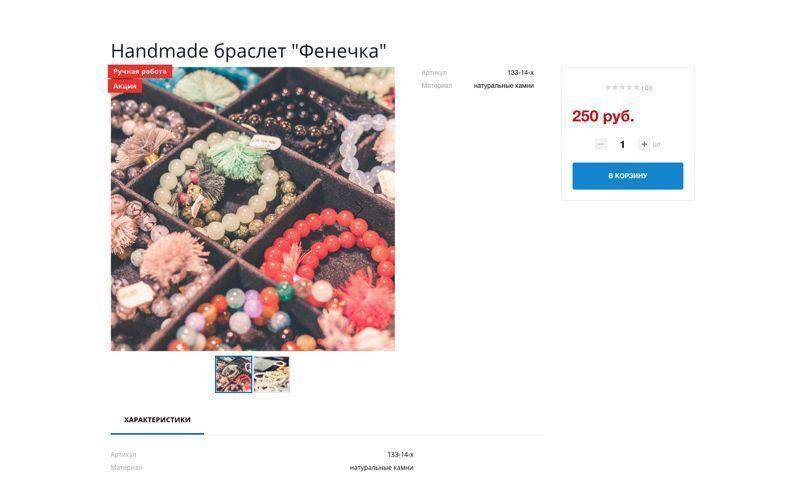 Handmade браслет "Фенечка"
Ручная работа
Акция
Артикул 133-14-х
Материал натуральные камни
( 0 )
250 руб.
− 1 + шт
В КОРЗИНУ
ХАРАКТЕРИСТИКИ
Артикул 133-14-х
Материал натуральные камни